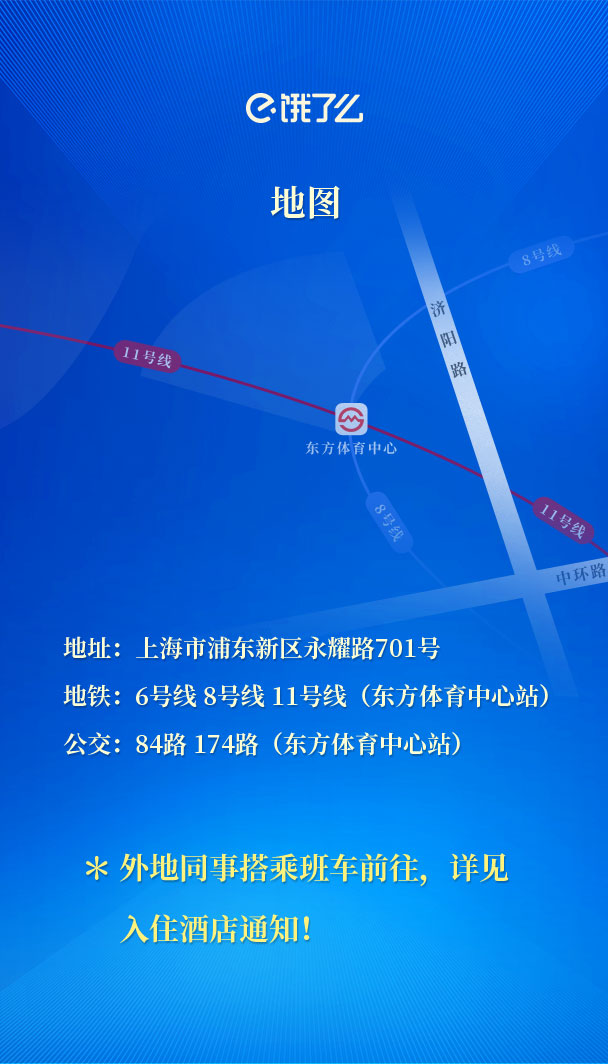 e饿了么
地图
8号线
济阳路
11号线
东方体育中心
8号线
11号线
中环路
地址：上海市浦东新区永耀路701号
地铁：6号线 8号线 11号线（东方体育中心站）
公交：84路 174路（东方体育中心站）
＊外地同事搭乘班车前往，详见
入住酒店通知！